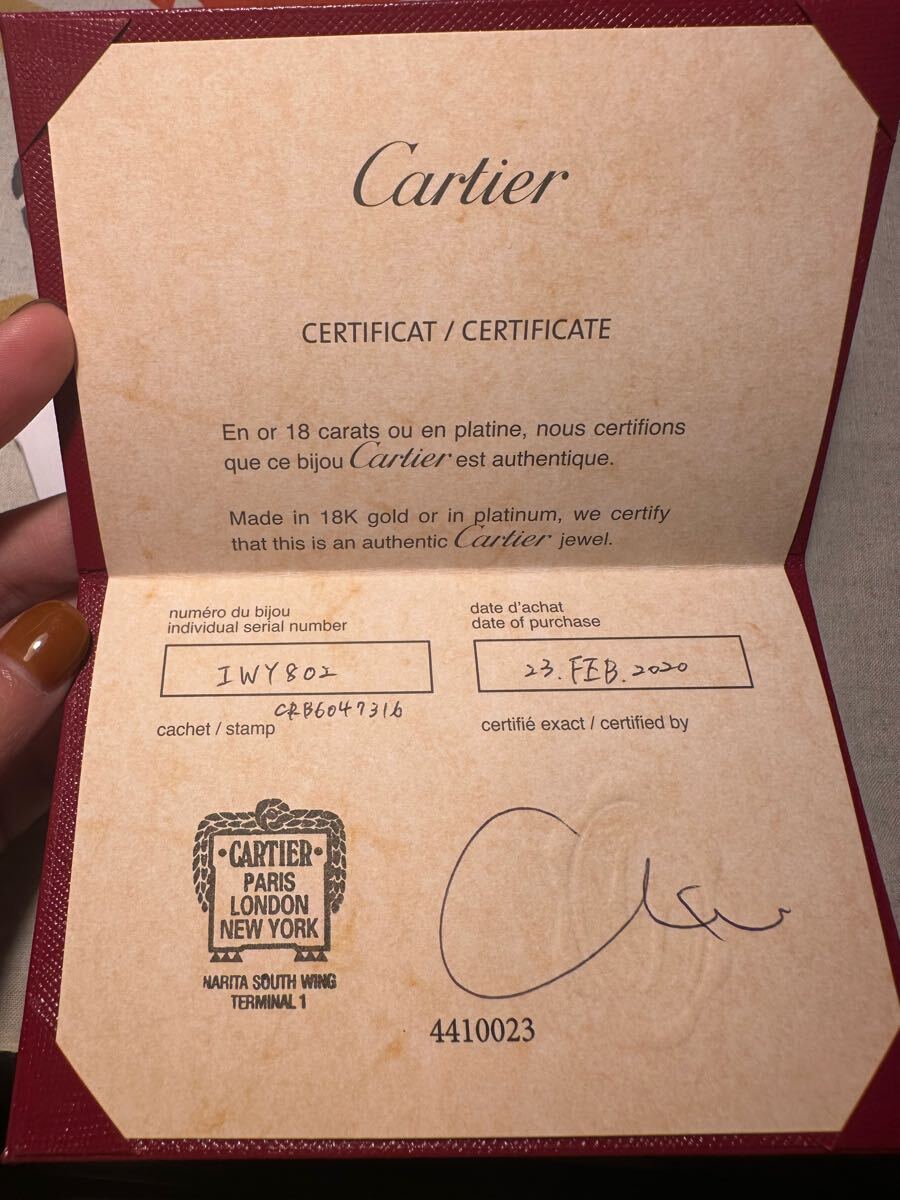 Cartier
CERTIFICAT / CERTIFICATE
En or 18 carats ou en platine, nous certifions
que ce bijou Cartier est authentique.
Made in 18K gold or in platinum, we certify
that this is an authentic Cartier jewel.
numéro du bijou
individual serial number
IWY802
CRB6047316
date d'achat
date of purchase
23. FEB. 2020
cachet / stamp
certifié exact / certified by
·CARTIER·
PARIS
LONDON
NEW YORK
NARITA SOUTH WING
TERMINAL 1
4410023